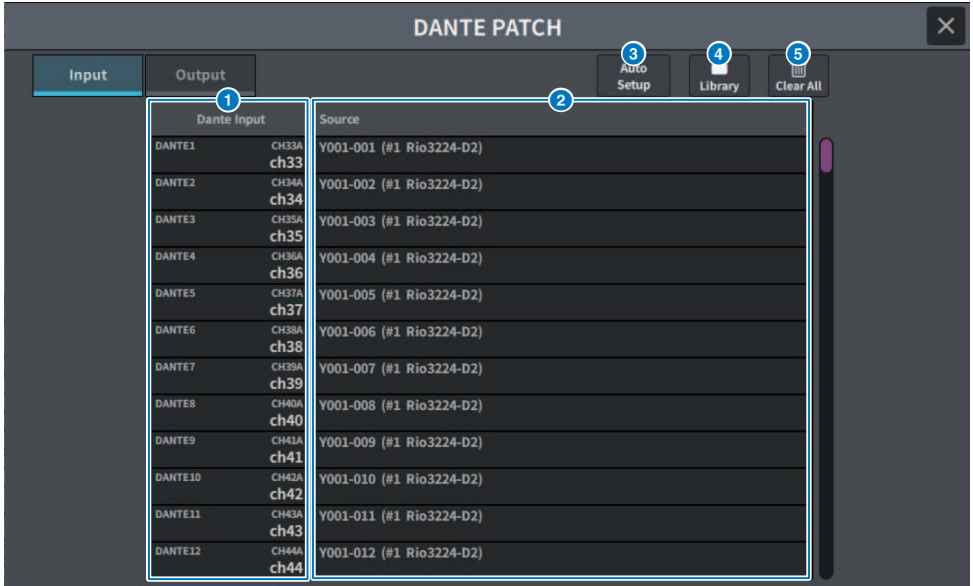 DANTE PATCH
Input
Output
3
Auto
Setup
4
Library
5
Clear All
1
Dante Input
2
Source
DANTE1 CH33A
ch33
Y001-001 (#1 Rio3224-D2)
DANTE2 CH34A
ch34
Y001-002 (#1 Rio3224-D2)
DANTE3 CH35A
ch35
Y001-003 (#1 Rio3224-D2)
DANTE4 CH36A
ch36
Y001-004 (#1 Rio3224-D2)
DANTE5 CH37A
ch37
Y001-005 (#1 Rio3224-D2)
DANTE6 CH38A
ch38
Y001-006 (#1 Rio3224-D2)
DANTE7 CH39A
ch39
Y001-007 (#1 Rio3224-D2)
DANTE8 CH40A
ch40
Y001-008 (#1 Rio3224-D2)
DANTE9 CH41A
ch41
Y001-009 (#1 Rio3224-D2)
DANTE10 CH42A
ch42
Y001-010 (#1 Rio3224-D2)
DANTE11 CH43A
ch43
Y001-011 (#1 Rio3224-D2)
DANTE12 CH44A
ch44
Y001-012 (#1 Rio3224-D2)